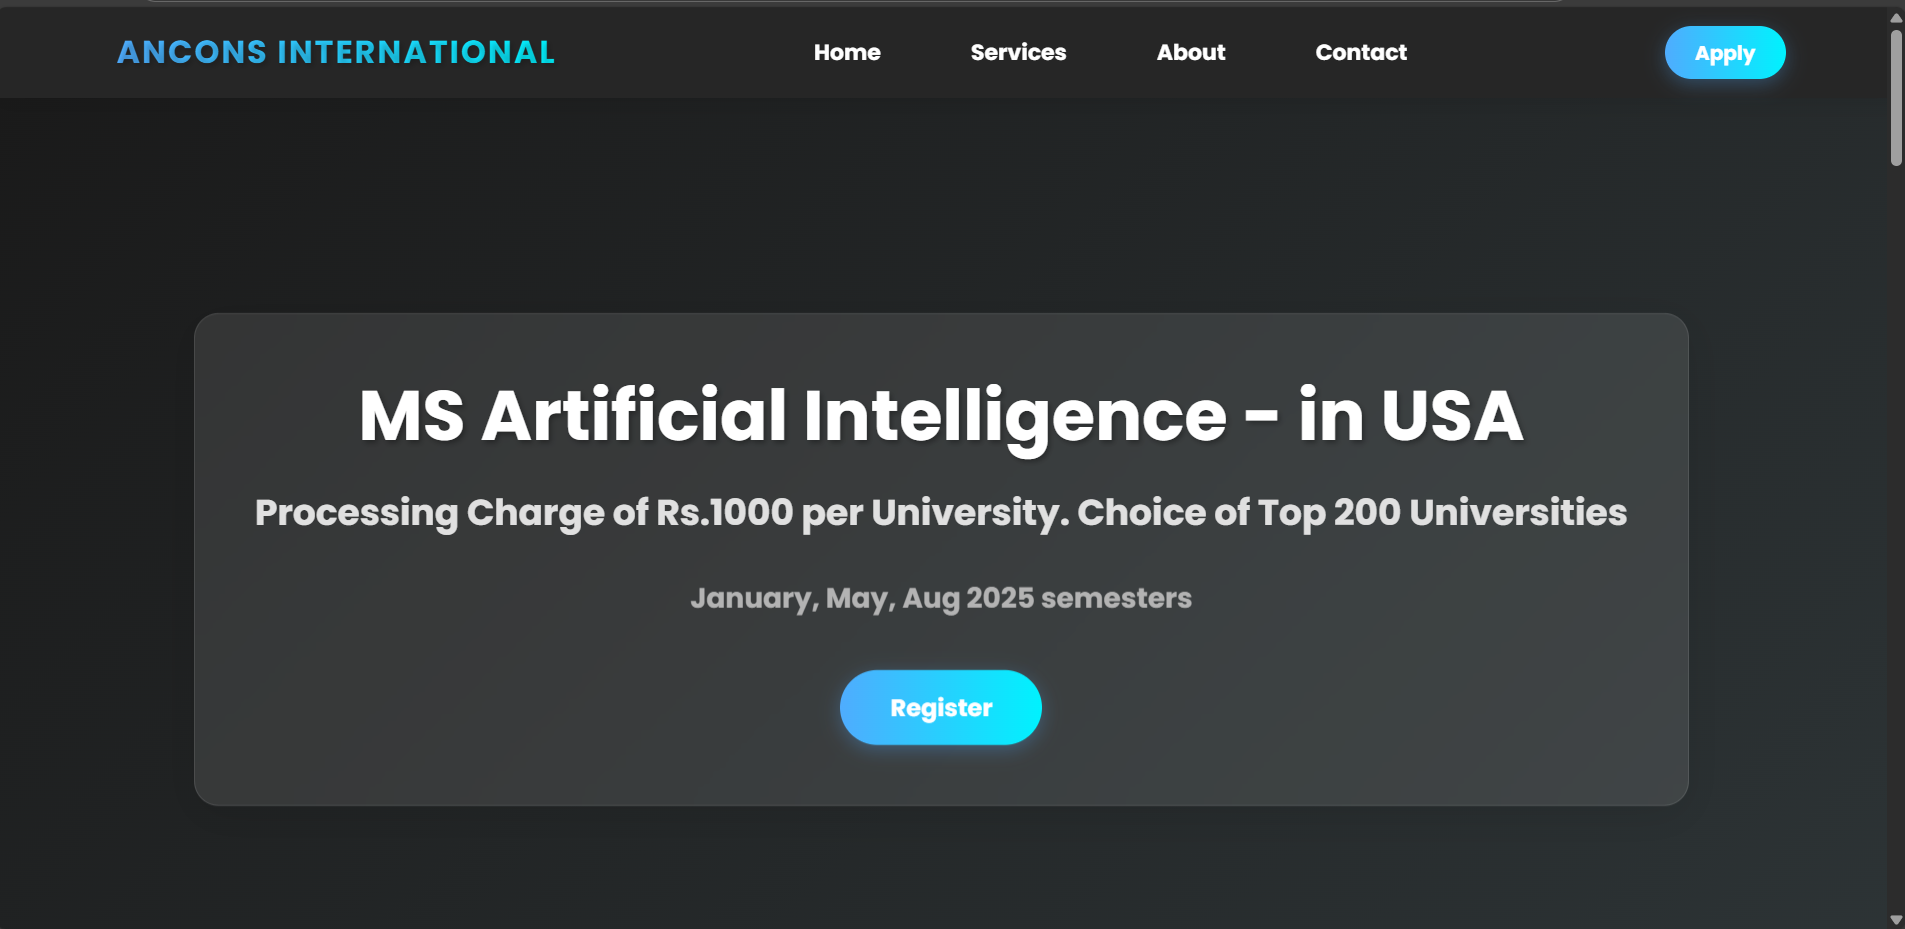 ANCONS INTERNATIONAL
Home
Services
About
Contact
Apply
MS Artificial Intelligence - in USA
Processing Charge of Rs.1000 per University. Choice of Top 200 Universities
January, May, Aug 2025 semesters
Register